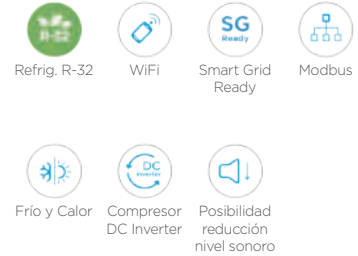 R-32
SG
Ready
Refrig. R-32
WiFi
Smart Grid
Ready
Modbus
DC
Inverter
Frío y Calor
Compresor
DC Inverter
Posibilidad
reducción
nivel sonoro